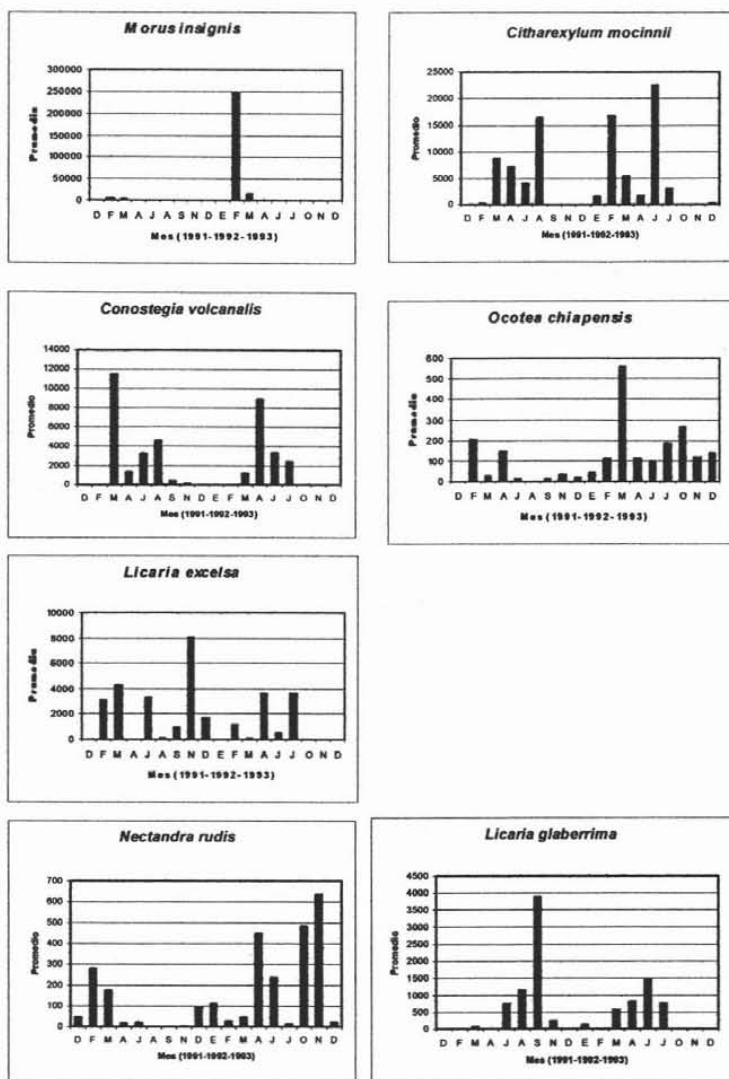 Morus insignis
300000
250000
200000
150000
100000
50000
0
Promedio
D F M A J A S N D E F M A J J O N D
Mes (1991-1992-1993)
Citharexylum mocinnii
25000
20000
15000
10000
5000
0
Promedio
D F M A J A S N D E F M A J J O N D
Mes (1991-1992-1993)
Conostegia volcanalis
14000
12000
10000
8000
6000
4000
2000
0
Promedio
D F M A J A S N D E F M A J J O N D
Mes (1991-1992-1993)
Ocotea chiapensis
600
500
400
300
200
100
0
Promedio
D F M A J A S N D E F M A J J O N D
Mes (1991-1992-1993)
Licaria excelsa
10000
8000
6000
4000
2000
0
Promedio
D F M A J A S N D E F M A J J O N D
Mes (1991-1992-1993)
Nectandra rudis
700
600
500
400
300
200
100
0
Promedio
D F M A J A S N D E F M A J J O N D
Mes (1991-1992-1993)
Licaria glaberrima
4500
4000
3500
3000
2500
2000
1500
1000
500
0
Promedio
D F M A J A S N D E F M A J J O N D
Mes (1991-1992-1993)